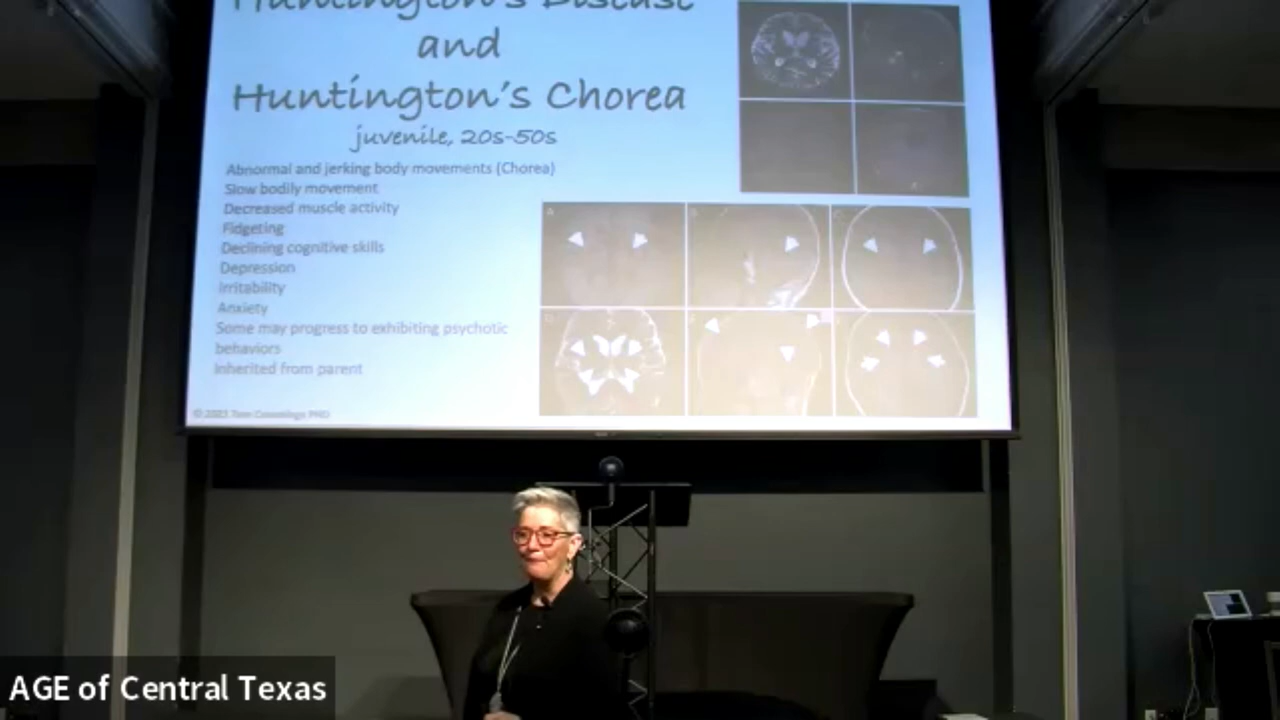 Huntington's Disease
and
Huntington's Chorea
juvenile, 20s-50s
Abnormal and jerking body movements (Chorea)
Slow bodily movement
Decreased muscle activity
Fidgeting
Declining cognitive skills
Depression
Irritability
Anxiety
Some may progress to exhibiting psychotic
behaviors
Inherited from parent
AGE of Central Texas